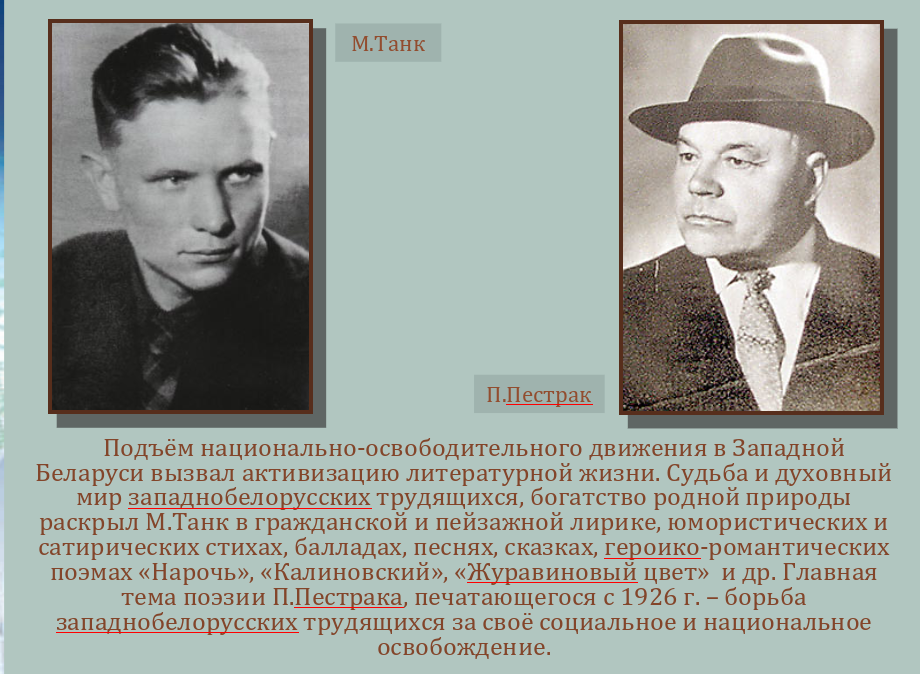 М.Танк
П.Пестрак
Подъём национально-освободительного движения в Западной
Беларуси вызвал активизацию литературной жизни. Судьба и духовный
мир западнобелорусских трудящихся, богатство родной природы
раскрыл М.Танк в гражданской и пейзажной лирике, юмористических и
сатирических стихах, балладах, песнях, сказках, героико-романтических
поэмах «Нарочь», «Калиновский», «Журавиновый цвет»  и др. Главная
тема поэзии П.Пестрака, печатающегося с 1926 г. – борьба
западнобелорусских трудящихся за своё социальное и национальное
освобождение.